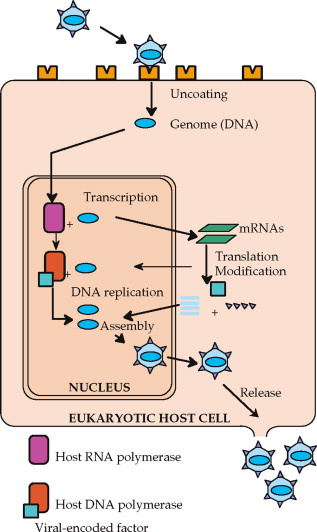 Uncoating
Genome (DNA)
Transcription
+
mRNAs
Translation
Modification
+
DNA replication
+
Assembly
NUCLEUS
Release
EUKARYOTIC HOST CELL
Host RNA polymerase
Host DNA polymerase
Viral-encoded factor